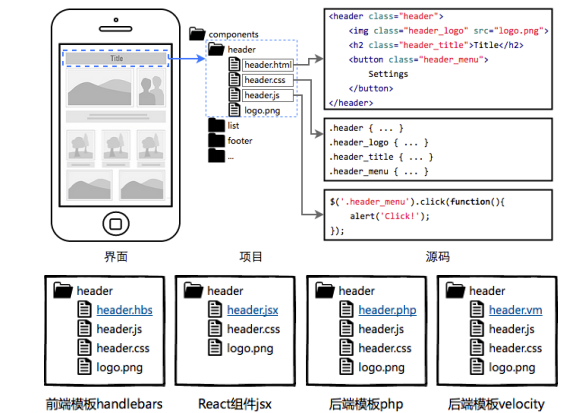 Title
components
header
header.html
header.css
header.js
logo.png
list
footer
...
<header class="header">
<img class="header_logo" src="logo.png">
<h2 class="header_title">Title</h2>
<button class="header_menu">
Settings
</button>
</header>
.header { ... }
.header_logo { ... }
.header_title { ... }
.header_menu { ... }
$('.header_menu').click(function(){
alert('Click!');
});
界面
项目
源码
header
header.hbs
header.js
header.css
logo.png
前端模板handlebars
header
header.jsx
header.css
logo.png
React组件jsx
header
header.php
header.js
header.css
logo.png
后端模板php
header
header.vm
header.js
header.css
logo.png
后端模板velocity